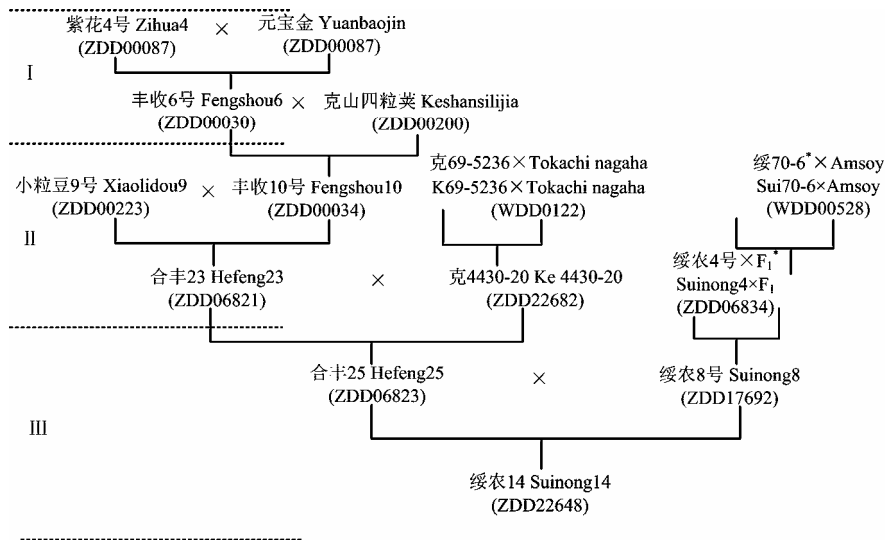 紫花4号 Zihua4 × 元宝金 Yuanbaojin
(ZDD00087) (ZDD00087)
I
丰收6号 Fengshou6 × 克山四粒荚 Keshansilijia
(ZDD00030) (ZDD00200)
克69-5236×Tokachi nagaha 绥70-6*×Amsoy
小粒豆9号 Xiaolidou9 × 丰收10号 Fengshou10 K69-5236×Tokachi nagaha Sui70-6×Amsoy
(ZDD00223) (ZDD00034) (WDD0122) (WDD00528)
II
绥农4号×F1*
合丰23 Hefeng23 × 克4430-20 Ke 4430-20 Suinong4×F1
(ZDD06821) (ZDD22682) (ZDD06834)
合丰25 Hefeng25 × 绥农8号 Suinong8
(ZDD06823) (ZDD17692)
III
绥农14 Suinong14
(ZDD22648)